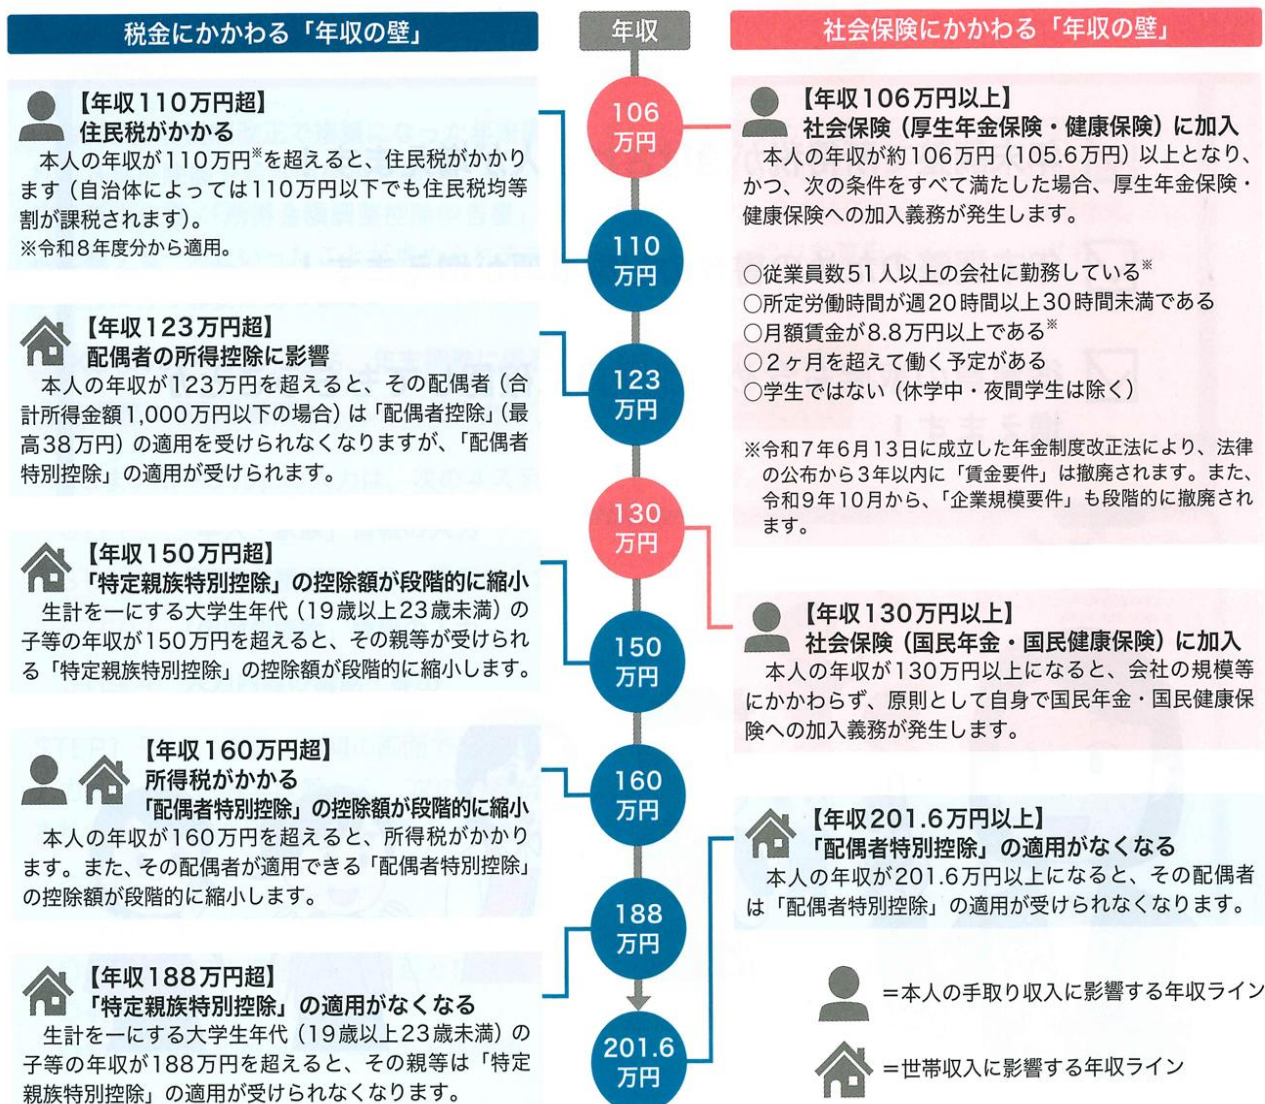 税金にかかわる「年収の壁」
【年収110万円超】
住民税がかかる
本人の年収が110万円※を超えると、住民税がかかり
ます（自治体によっては110万円以下でも住民税均等
割が課税されます）。
※令和8年度分から適用。
【年収123万円超】
配偶者の所得控除に影響
本人の年収が123万円を超えると、その配偶者（合
計所得金額1,000万円以下の場合）は「配偶者控除」（最
高38万円）の適用を受けられなくなりますが、「配偶者
特別控除」の適用が受けられます。
【年収150万円超】
「特定親族特別控除」の控除額が段階的に縮小
生計を一にする大学生年代（19歳以上23歳未満）の
子等の年収が150万円を超えると、その親等が受けられ
る「特定親族特別控除」の控除額が段階的に縮小します。
【年収160万円超】
所得税がかかる
「配偶者特別控除」の控除額が段階的に縮小
本人の年収が160万円を超えると、所得税がかかり
ます。また、その配偶者が適用できる「配偶者特別控除」
の控除額が段階的に縮小します。
【年収188万円超】
「特定親族特別控除」の適用がなくなる
生計を一にする大学生年代（19歳以上23歳未満）の
子等の年収が188万円を超えると、その親等は「特定
親族特別控除」の適用が受けられなくなります。
年収
106
万円
110
万円
123
万円
130
万円
150
万円
160
万円
188
万円
201.6
万円
社会保険にかかわる「年収の壁」
【年収106万円以上】
社会保険（厚生年金保険・健康保険）に加入
本人の年収が約106万円（105.6万円）以上となり、
かつ、次の条件をすべて満たした場合、厚生年金保険・
健康保険への加入義務が発生します。
○従業員数51人以上の会社に勤務している※
○所定労働時間が週20時間以上30時間未満である
○月額賃金が8.8万円以上である※
○2ヶ月を超えて働く予定がある
○学生ではない（休学中・夜間学生は除く）
※令和7年6月13日に成立した年金制度改正法により、法律
の公布から3年以内に「賃金要件」は撤廃されます。また、
令和9年10月から、「企業規模要件」も段階的に撤廃され
ます。
【年収130万円以上】
社会保険（国民年金・国民健康保険）に加入
本人の年収が130万円以上になると、会社の規模等
にかかわらず、原則として自身で国民年金・国民健康保
険への加入義務が発生します。
【年収201.6万円以上】
「配偶者特別控除」の適用がなくなる
本人の年収が201.6万円以上になると、その配偶者
は「配偶者特別控除」の適用が受けられなくなります。
＝本人の手取り収入に影響する年収ライン
＝世帯収入に影響する年収ライン